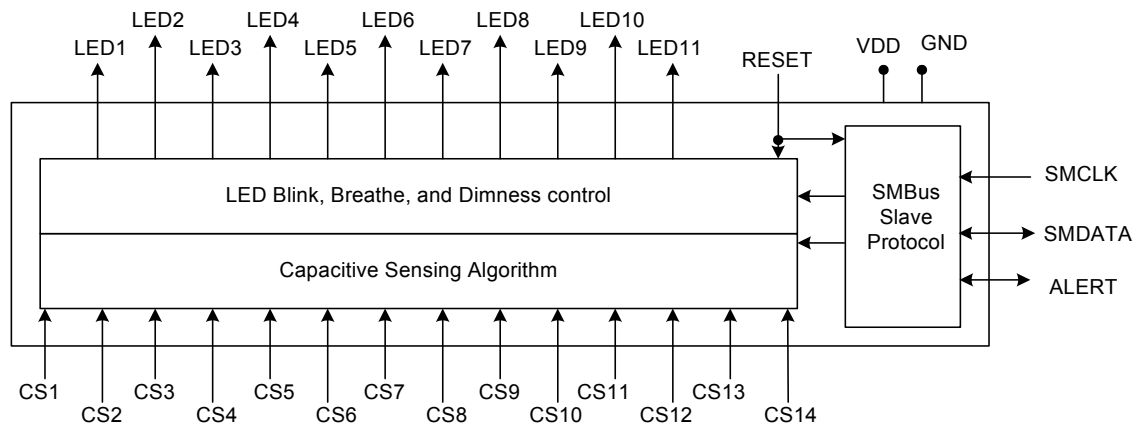 LED1
LED2
LED3
LED4
LED5
LED6
LED7
LED8
LED9
LED10
LED11
RESET
VDD
GND
LED Blink, Breathe, and Dimness control
Capacitive Sensing Algorithm
SMBus
Slave
Protocol
SMCLK
SMDATA
ALERT
CS1
CS2
CS3
CS4
CS5
CS6
CS7
CS8
CS9
CS10
CS11
CS12
CS13
CS14